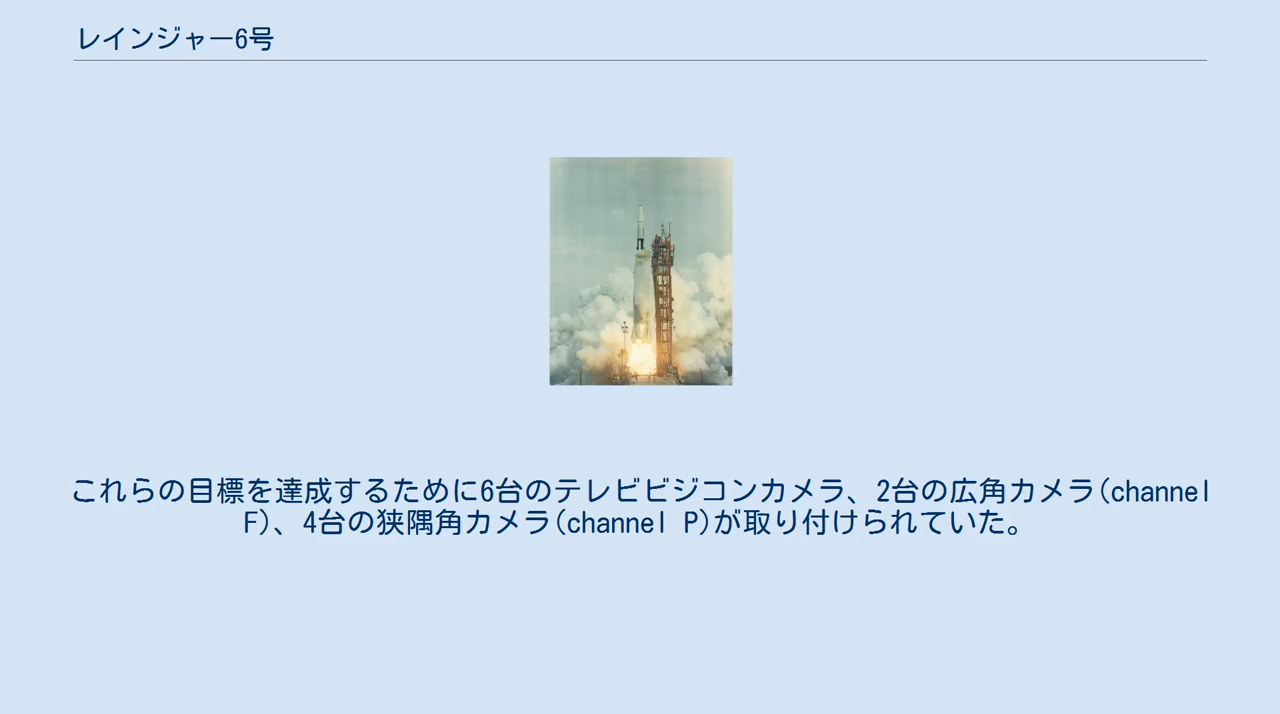 レインジャー6号
これらの目標を達成するために6台のテレビビジコンカメラ、2台の広角カメラ(channel
F)、4台の狭隅角カメラ(channel P)が取り付けられていた。